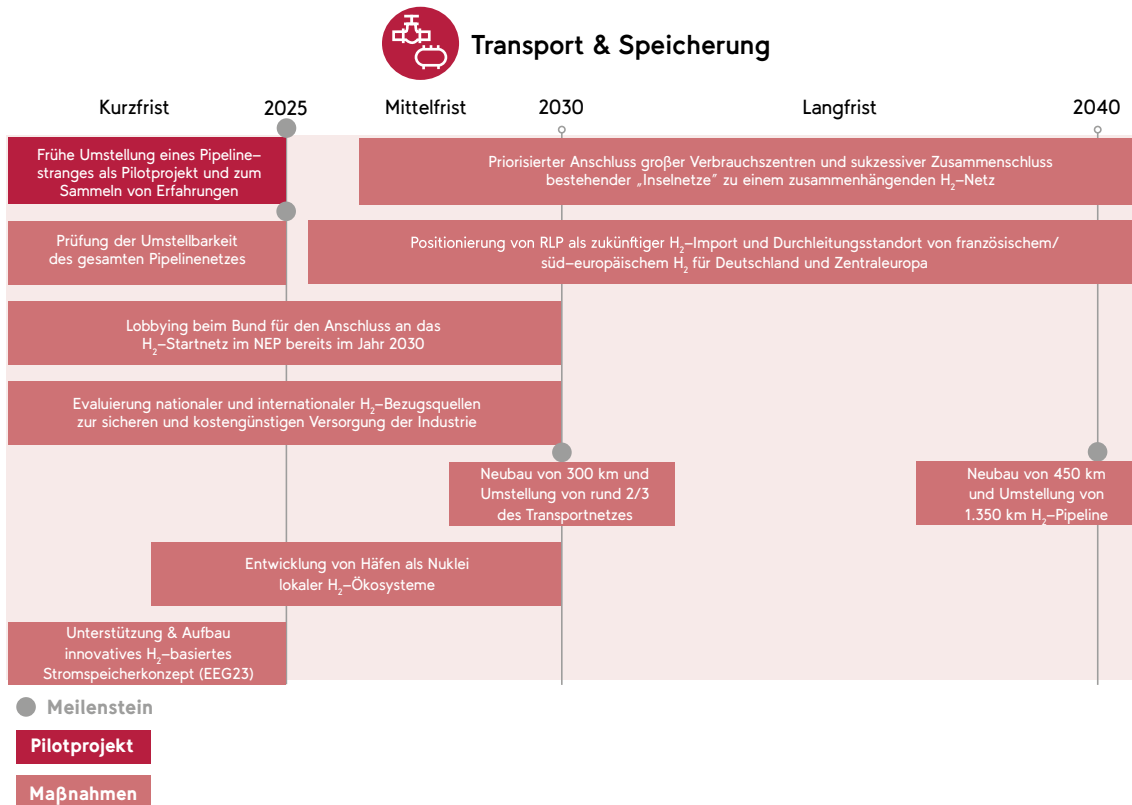 Transport & Speicherung
Kurzfrist
2025
Mittelfrist
2030
Langfrist
2040
Frühe Umstellung eines Pipeline–
stranges als Pilotprojekt und zum
Sammeln von Erfahrungen
Priorisierter Anschluss großer Verbrauchszentren und sukzessiver Zusammenschluss
bestehender „Inselnetze“ zu einem zusammenhängenden H₂–Netz
Prüfung der Umstellbarkeit
des gesamten Pipelinenetzes
Positionierung von RLP als zukünftiger H₂–Import und Durchleitungsstandort von französischem/
süd–europäischem H₂ für Deutschland und Zentraleuropa
Lobbying beim Bund für den Anschluss an das
H₂–Startnetz im NEP bereits im Jahr 2030
Evaluierung nationaler und internationaler H₂–Bezugsquellen
zur sicheren und kostengünstigen Versorgung der Industrie
Neubau von 300 km und
Umstellung von rund 2/3
des Transportnetzes
Neubau von 450 km
und Umstellung von
1.350 km H₂–Pipeline
Entwicklung von Häfen als Nuklei
lokaler H₂–Ökosysteme
Unterstützung & Aufbau
innovatives H₂–basiertes
Stromspeicherkonzept (EEG23)
Meilenstein
Pilotprojekt
Maßnahmen